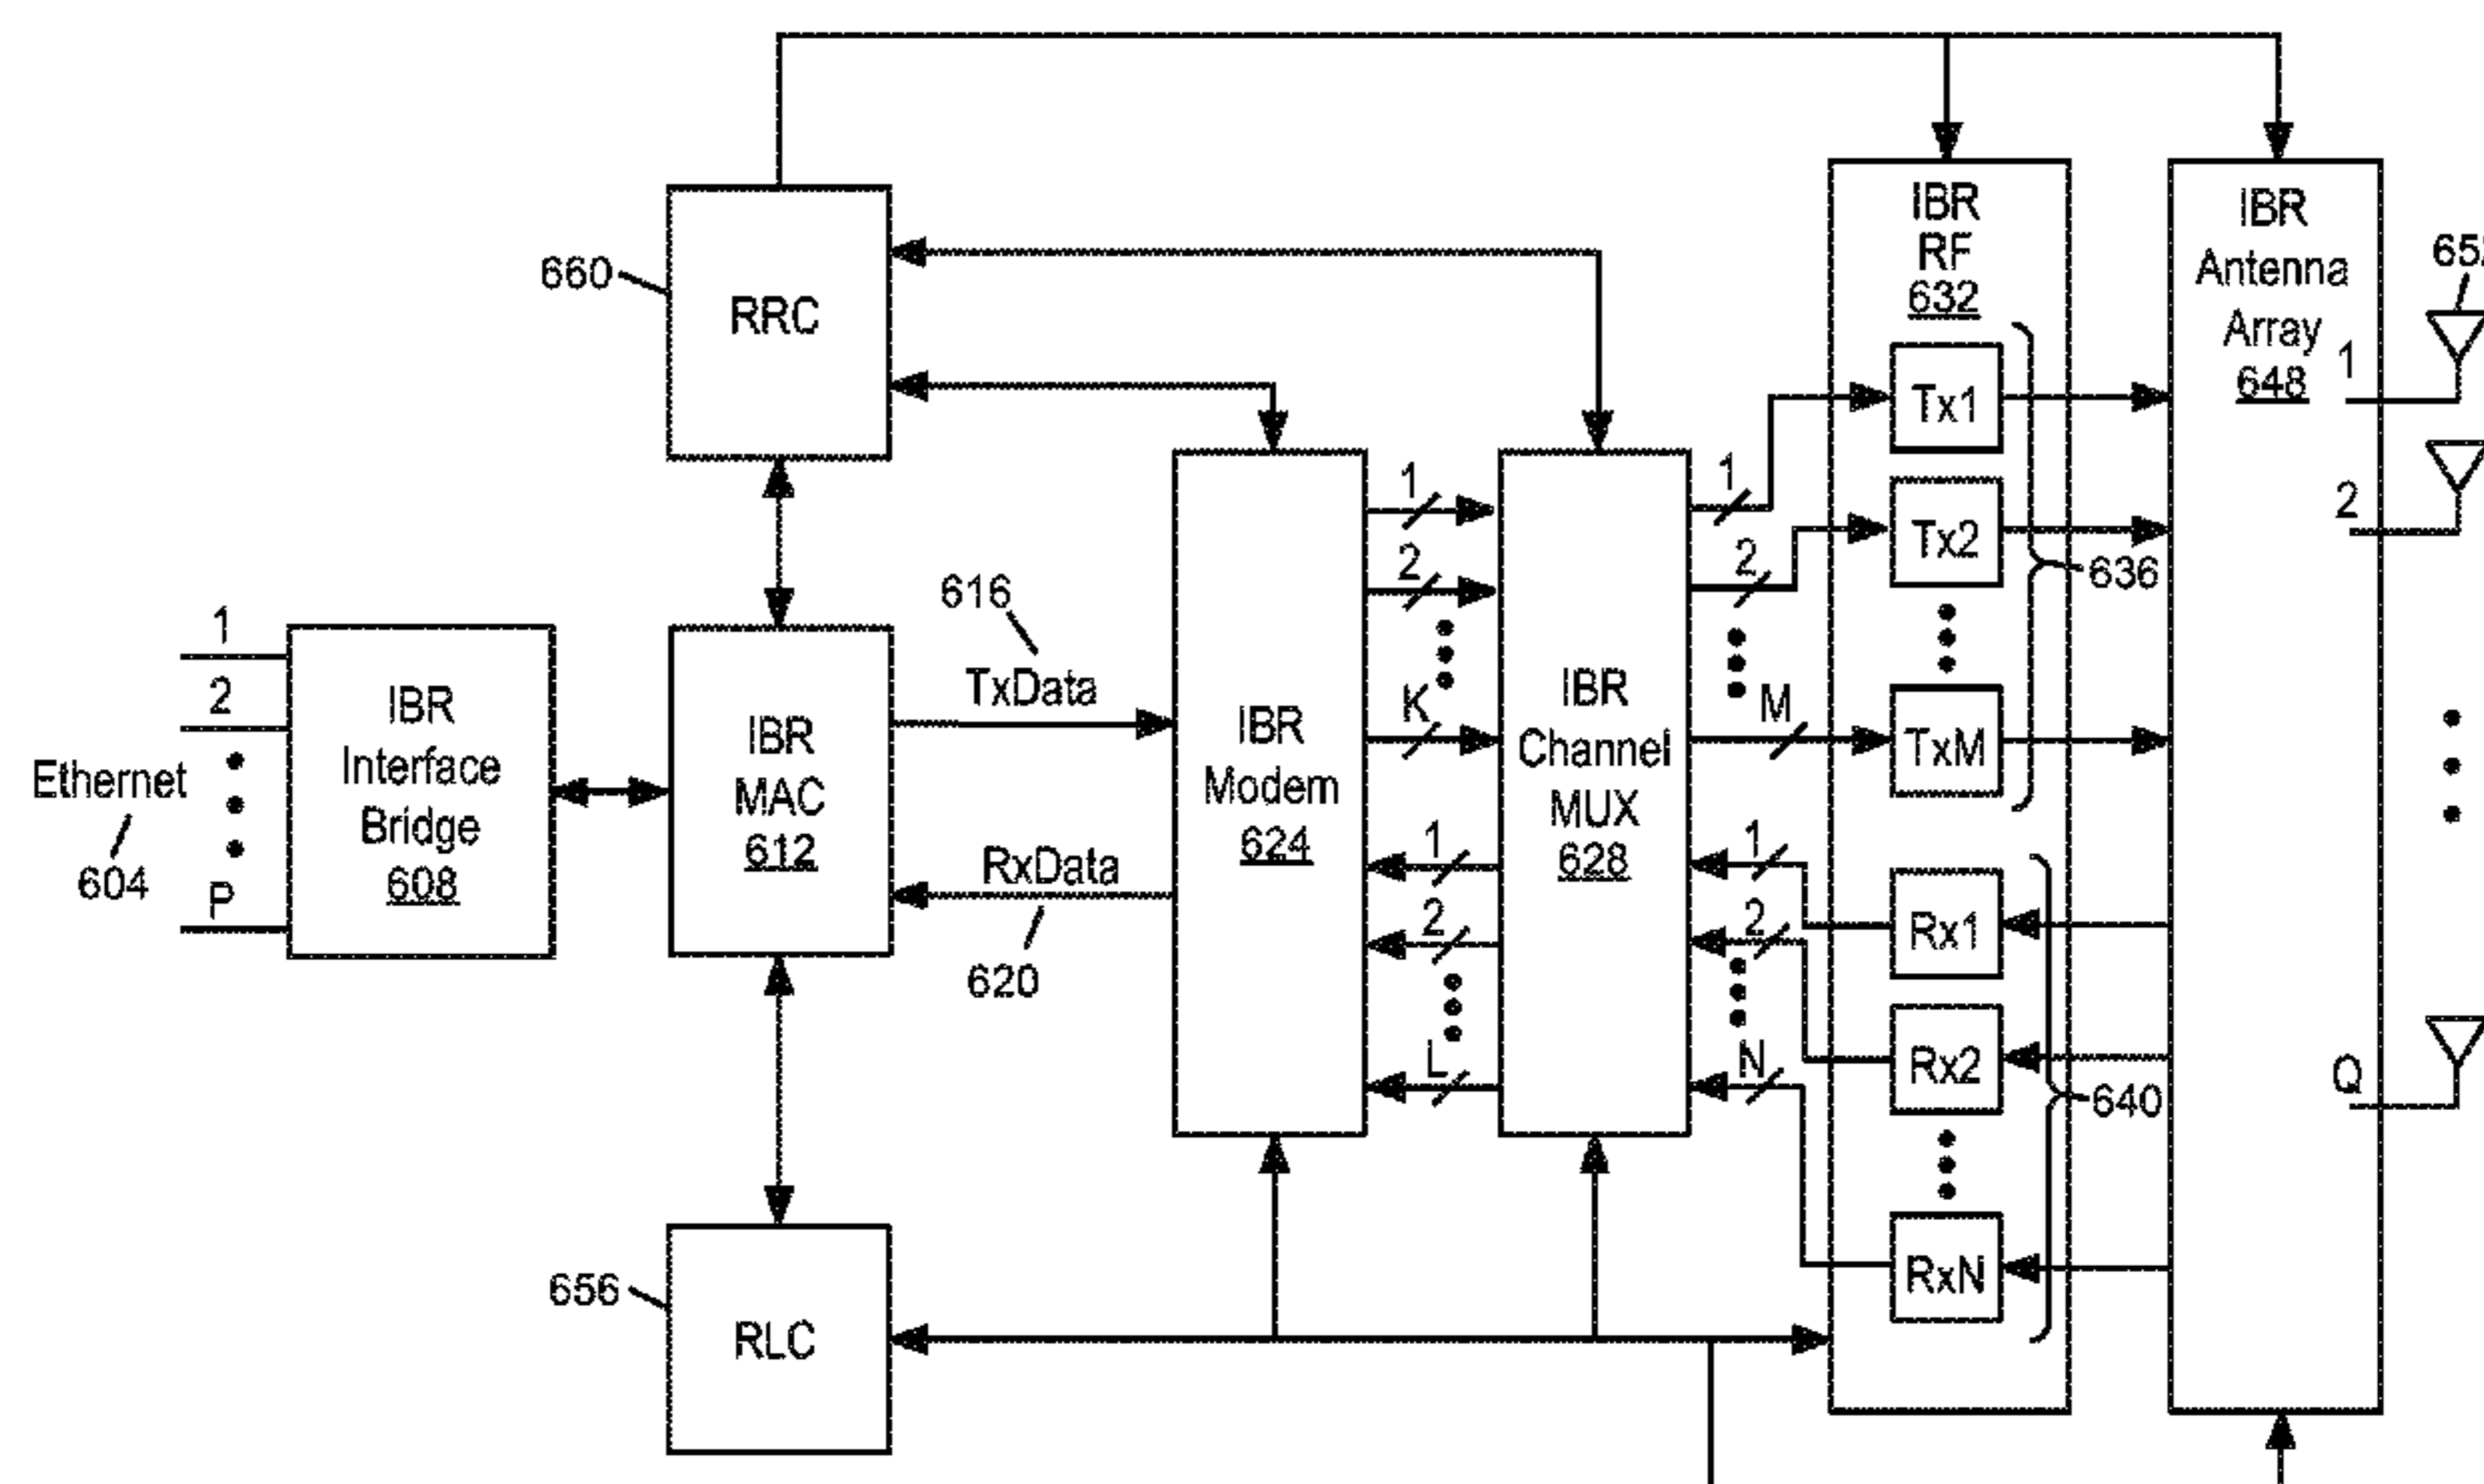 660
RRC
IBR
RF
632
IBR
Antenna
Array
648
1
2
Q
Tx1
Tx2
TxM
636
Rx1
Rx2
RxN
640
Ethernet
604
1
2
P
IBR
Interface
Bridge
608
IBR
MAC
612
616
TxData
RxData
620
IBR
Modem
624
1
2
K
1
2
L
IBR
Channel
MUX
628
1
2
M
1
2
N
656
RLC